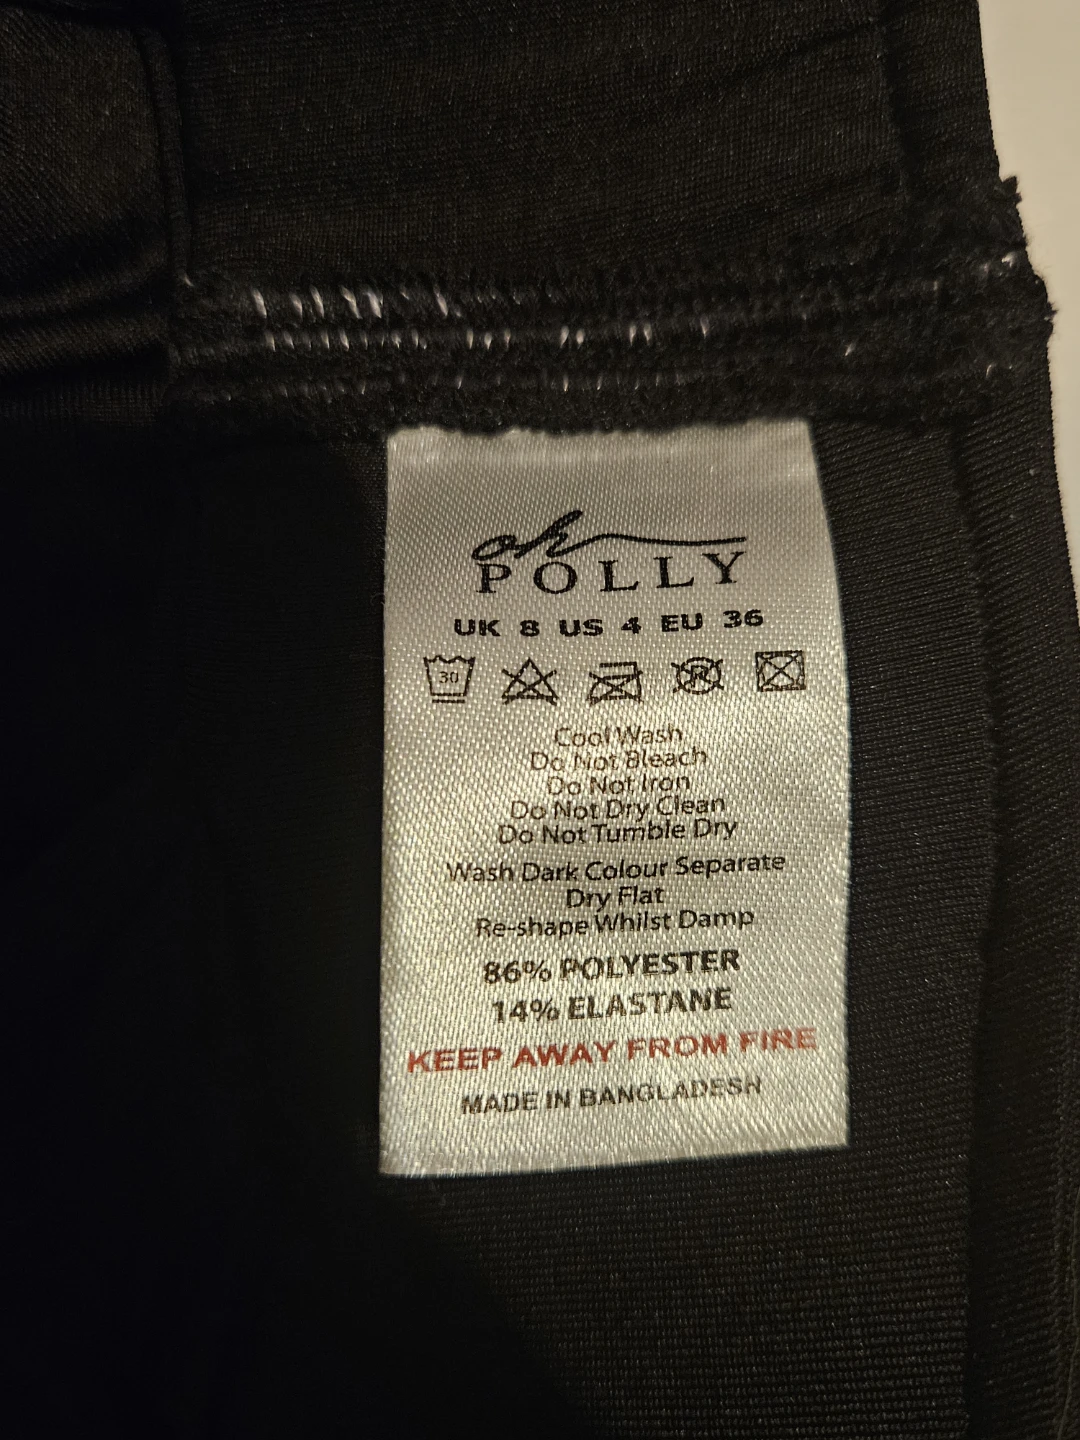 oh
POLLY
UK 8 US 4 EU 36
30
Cool Wash
Do Not Bleach
Do Not Iron
Do Not Dry Clean
Do Not Tumble Dry
Wash Dark Colour Separate
Dry Flat
Re-shape Whilst Damp
86% POLYESTER
14% ELASTANE
KEEP AWAY FROM FIRE
MADE IN BANGLADESH